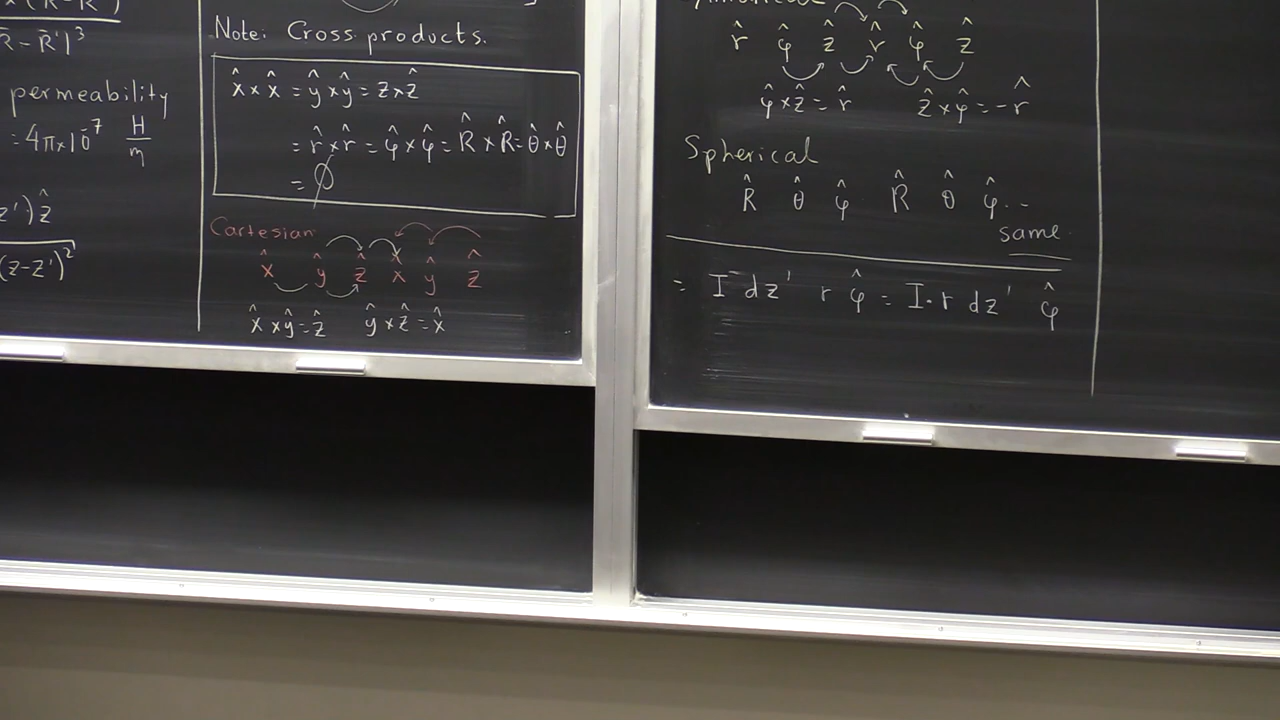 R̄ - R̄'|³
permeability
= 4π×10⁻⁷ H/m
z')ẑ
(z-z')²
Note: Cross products.
x̂ × x̂ = ŷ × ŷ = z × ẑ
= r̂ × r̂ = φ̂ × φ̂ = R̂ × R̂ = θ̂ × θ̂
= ∅
Cartesian
x̂ ŷ ẑ x̂ ŷ ẑ
x̂ × ŷ = ẑ ŷ × ẑ = x̂
r̂ φ̂ ẑ r̂ φ̂ ẑ
φ̂ × ẑ = r̂ ẑ × φ̂ = -r̂
Spherical
R̂ θ̂ φ̂ R̂ θ̂ φ̂ ...
same
= I dz' r φ̂ = I · r dz' φ̂